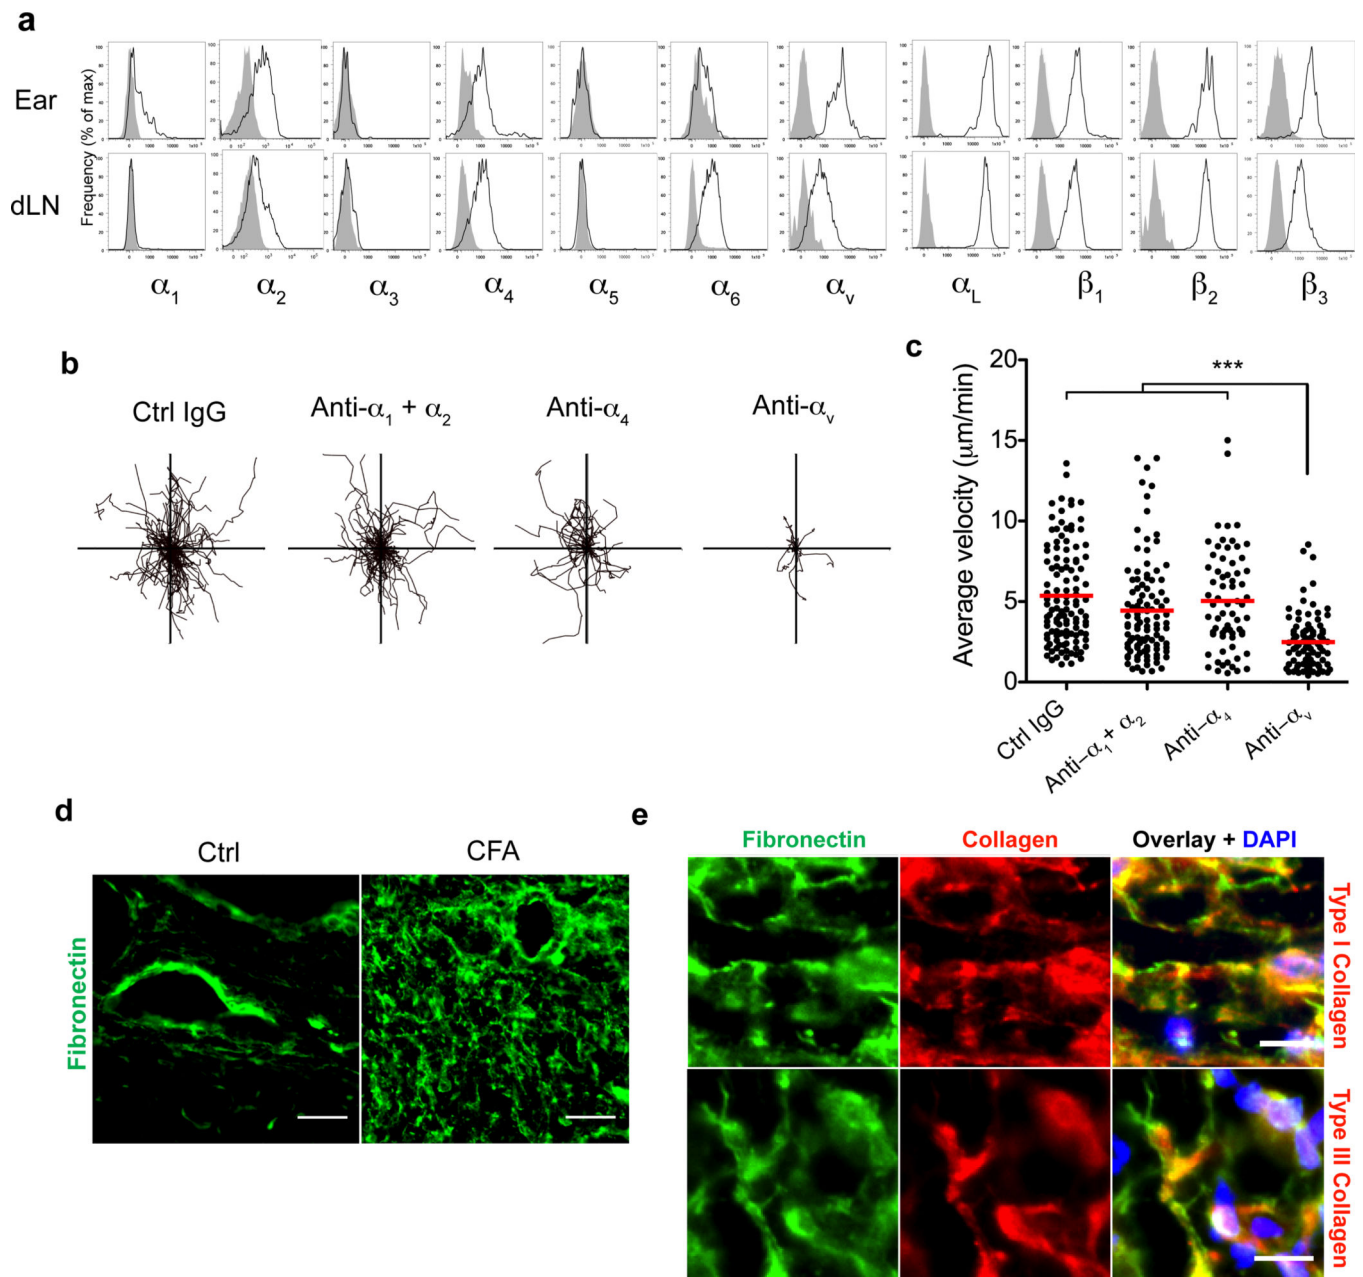 a
Ear
dLN
Frequency (% of max)
α1 α2 α3 α4 α5 α6 αv αL β1 β2 β3
b
Ctrl IgG
Anti-α1 + α2
Anti-α4
Anti-αv
c
Average velocity (μm/min)
20
15
10
5
0
***
Ctrl IgG
Anti–α1+ α2
Anti–α4
Anti–αv
d
Ctrl
CFA
Fibronectin
e
Fibronectin
Collagen
Overlay + DAPI
Type I Collagen
Type III Collagen